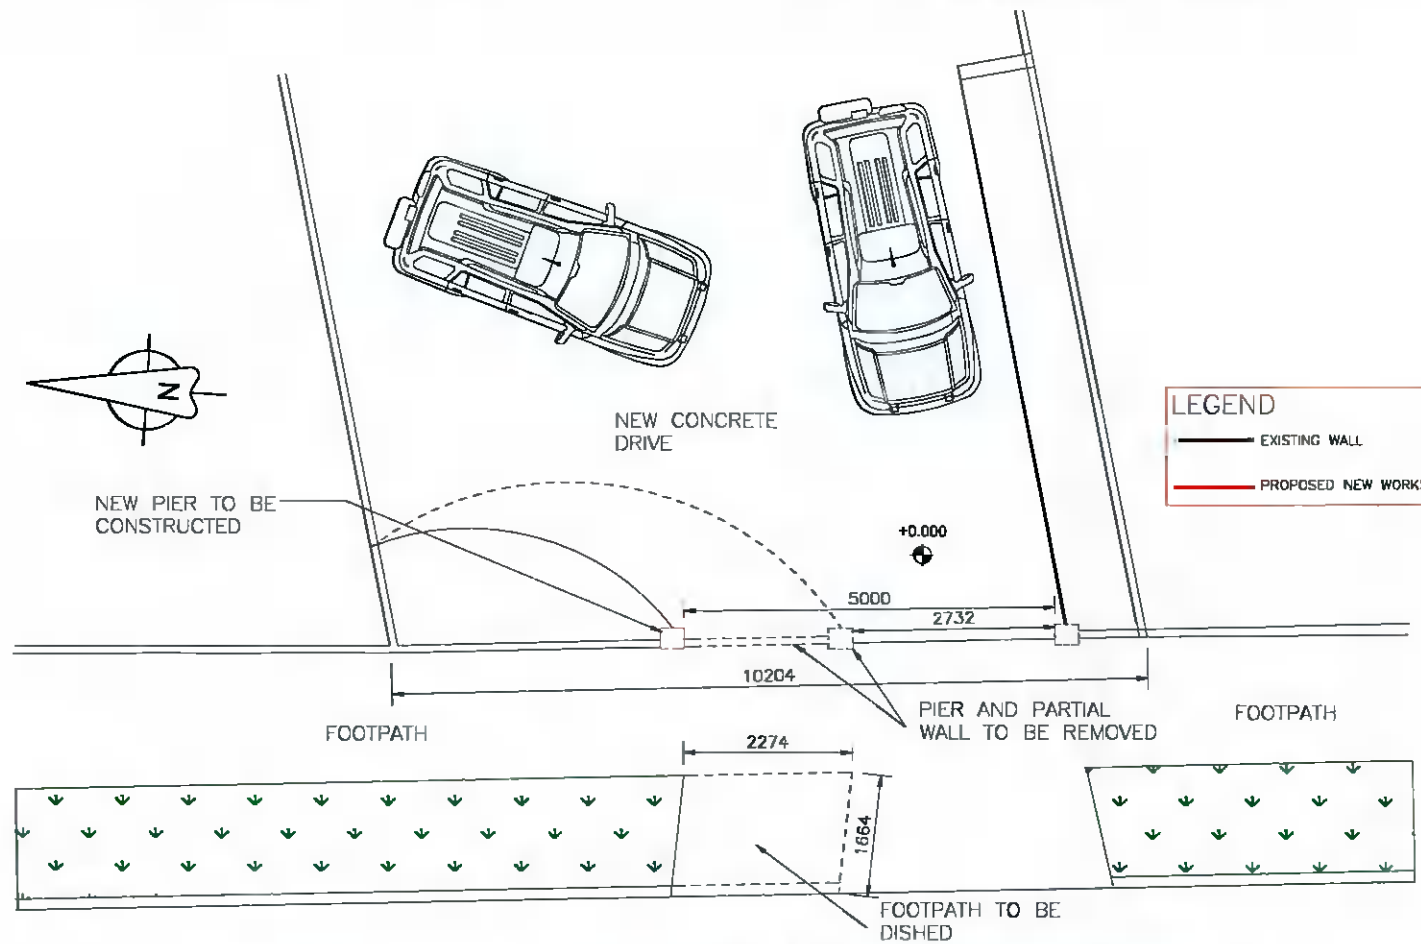 N
NEW CONCRETE
DRIVE
LEGEND
EXISTING WALL
PROPOSED NEW WORKS
NEW PIER TO BE
CONSTRUCTED
+0.000
5000
2732
10204
PIER AND PARTIAL
WALL TO BE REMOVED
FOOTPATH
FOOTPATH
2274
1664
FOOTPATH TO BE
DISHED